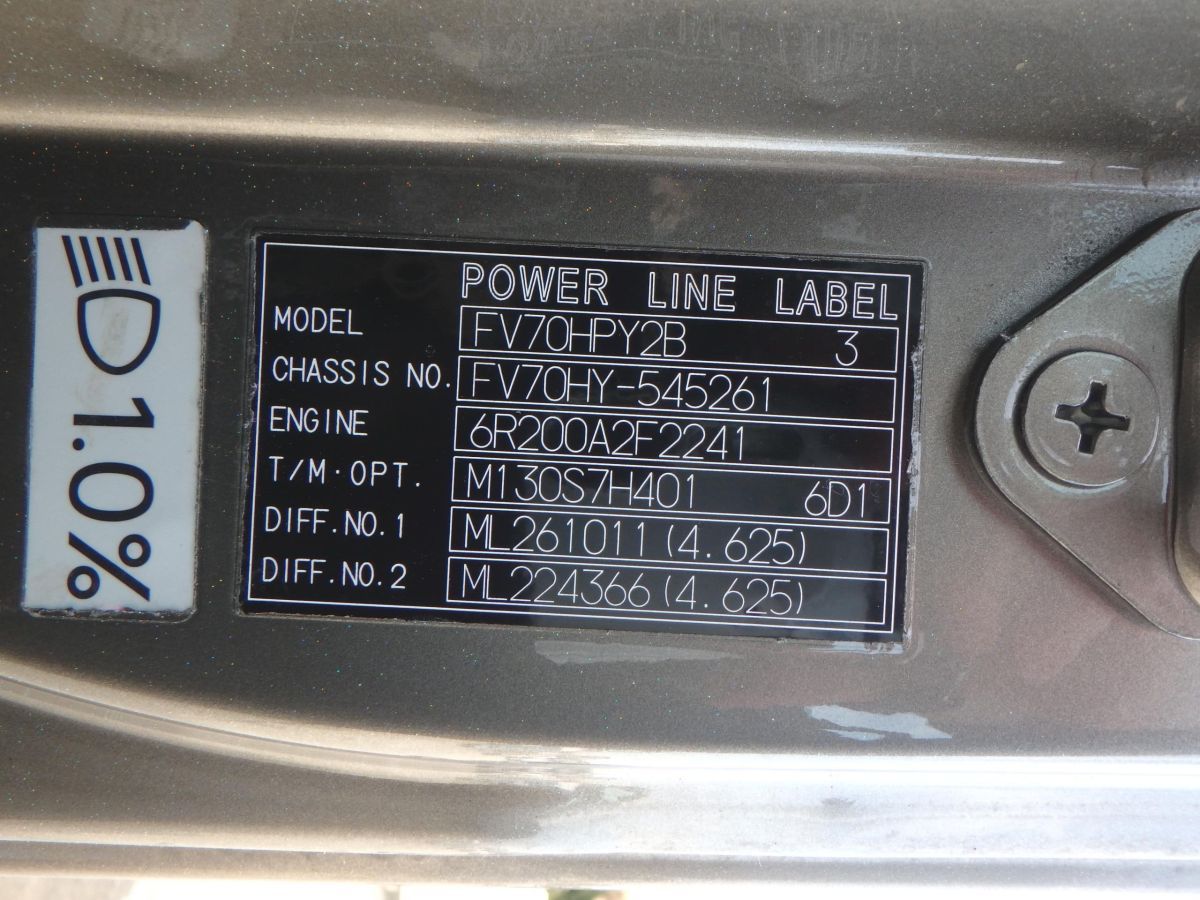 1.0%
POWER LINE LABEL
MODEL FV70HPY2B 3
CHASSIS NO. FV70HY-545261
ENGINE 6R200A2F2241
T/M·OPT. M130S7H401 6D1
DIFF.NO.1 ML261011(4.625)
DIFF.NO.2 ML224366(4.625)